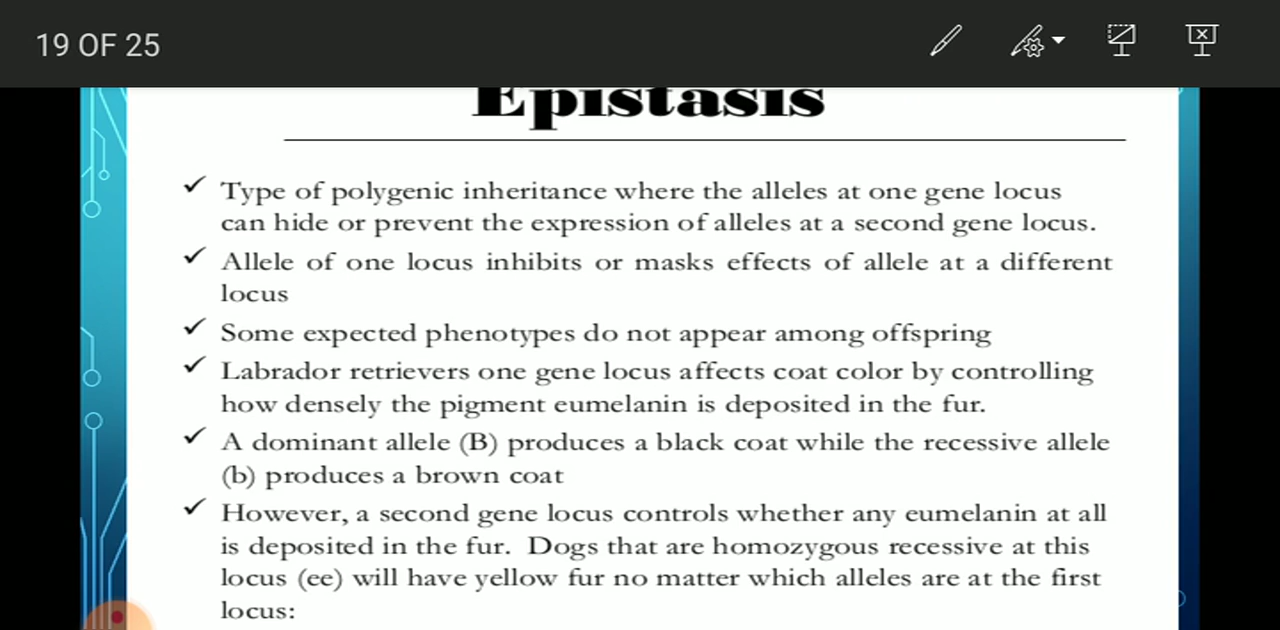 19 OF 25
Epistasis
✓ Type of polygenic inheritance where the alleles at one gene locus
can hide or prevent the expression of alleles at a second gene locus.
✓ Allele of one locus inhibits or masks effects of allele at a different
locus
✓ Some expected phenotypes do not appear among offspring
✓ Labrador retrievers one gene locus affects coat color by controlling
how densely the pigment eumelanin is deposited in the fur.
✓ A dominant allele (B) produces a black coat while the recessive allele
(b) produces a brown coat
✓ However, a second gene locus controls whether any eumelanin at all
is deposited in the fur. Dogs that are homozygous recessive at this
locus (ee) will have yellow fur no matter which alleles are at the first
locus: